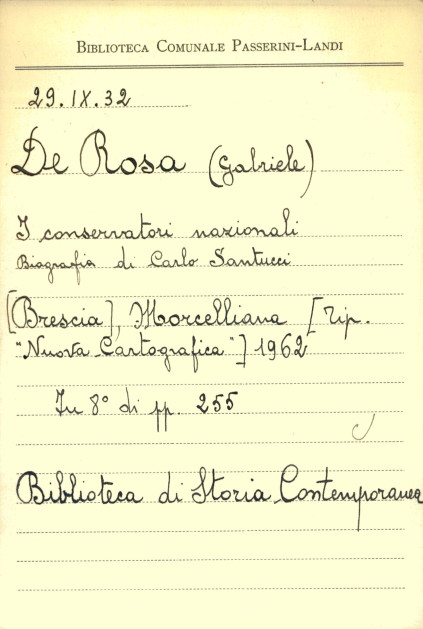 BIBLIOTECA COMUNALE PASSERINI-LANDI
29.IX.32
De Rosa (Gabriele)
I conservatori nazionali
Biografia di Carlo Santucci
[Brescia], Morcelliana [Tip.
"Nuova Cartografica"] 1962
In 8° di pp. 255
Biblioteca di Storia Contemporanea